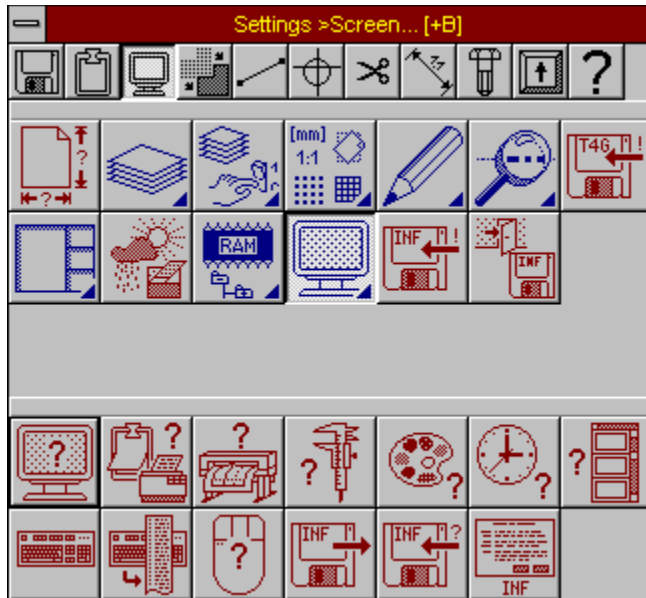 Settings >Screen... [+B]
?
?
?
[mm]
1:1
T4G !
RAM
INF !
INF
? ? ? ? ? ? ?
? INF INF ? INF